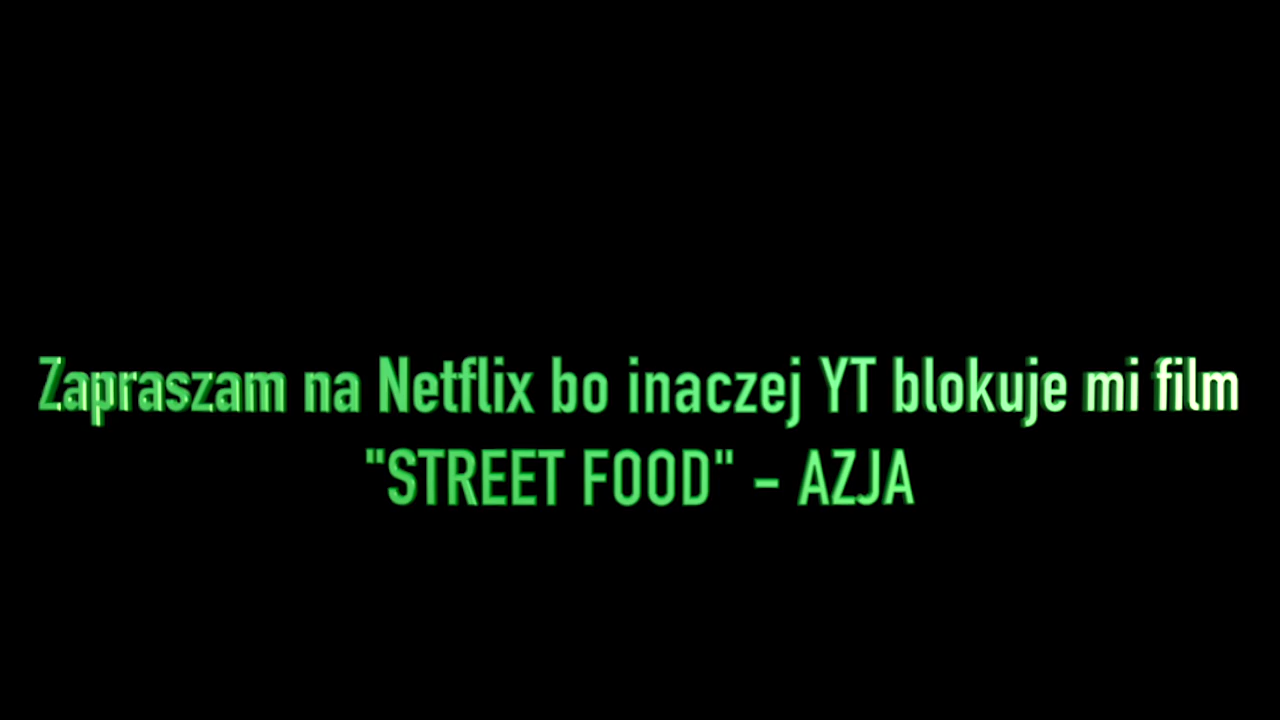 Zapraszam na Netflix bo inaczej YT blokuje mi film
"STREET FOOD" - AZJA